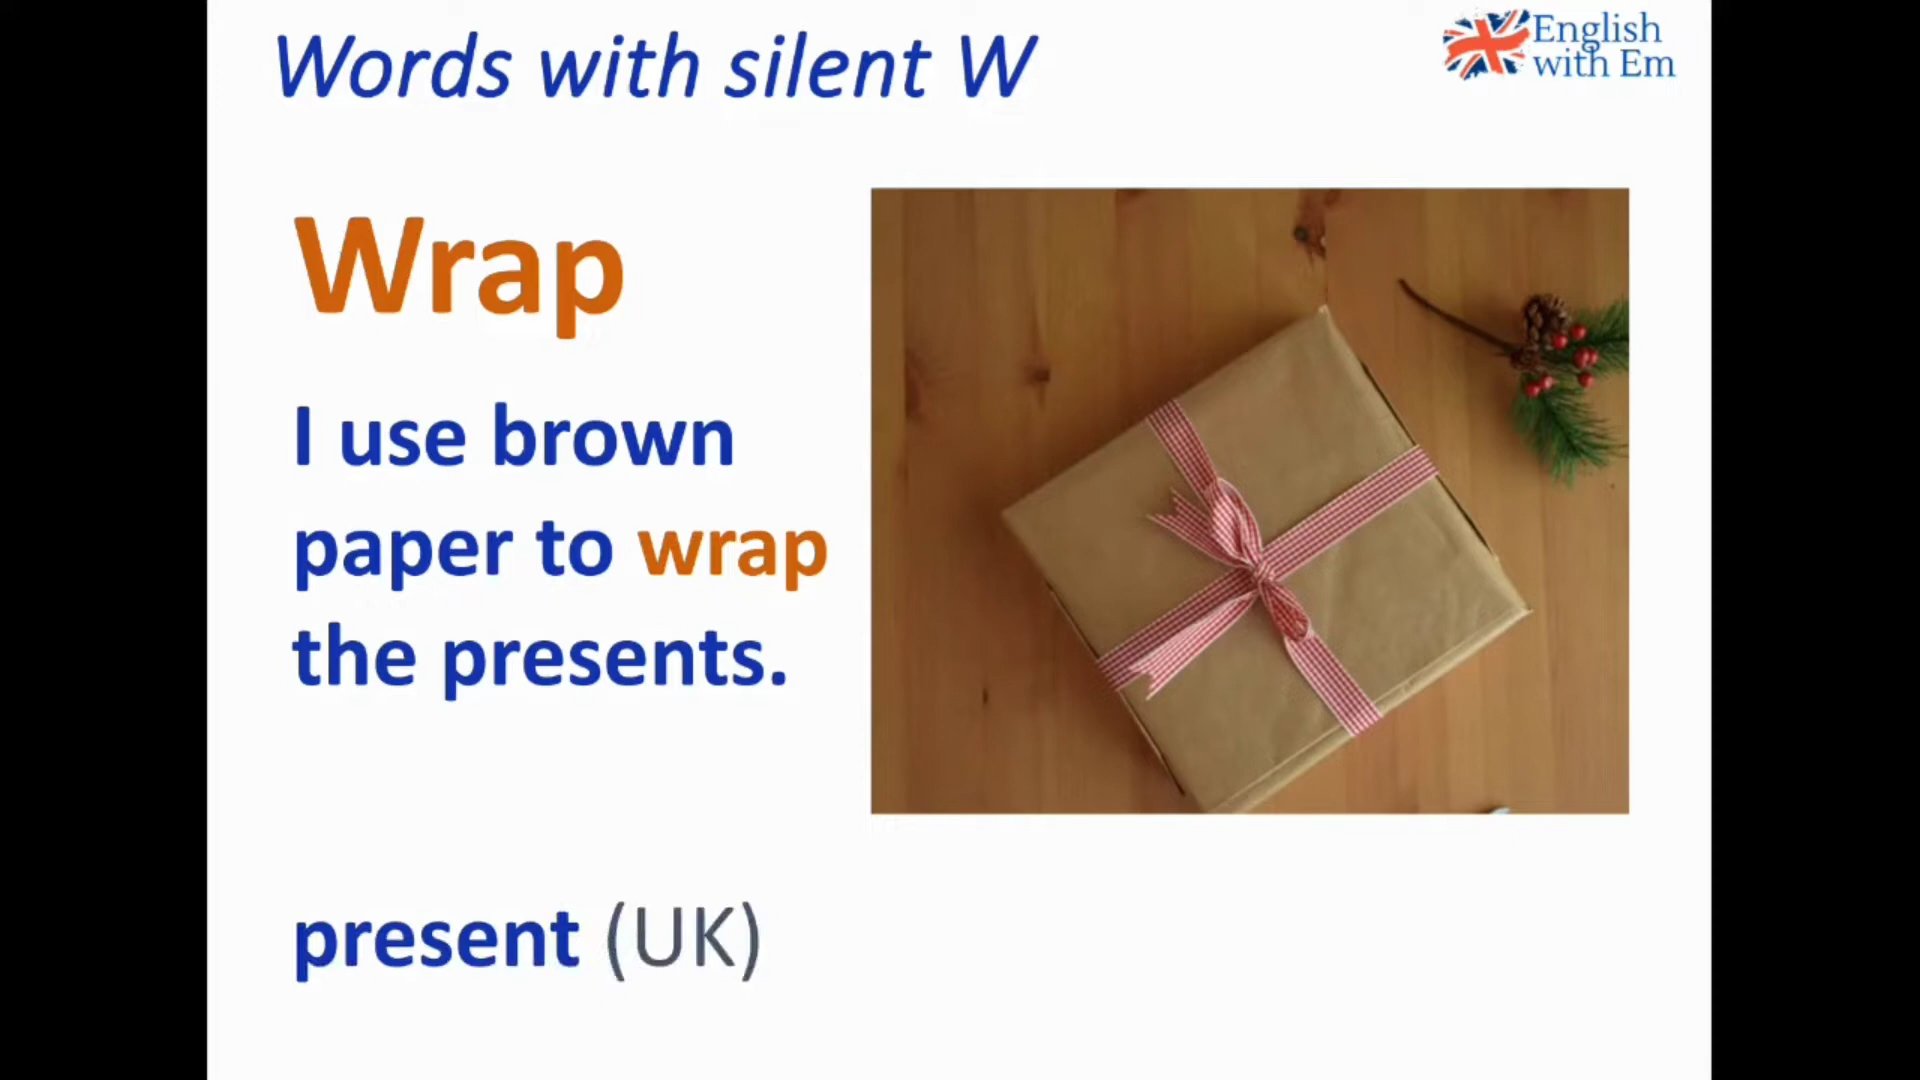 Words with silent W
English
with Em
Wrap
I use brown
paper to wrap
the presents.
present (UK)